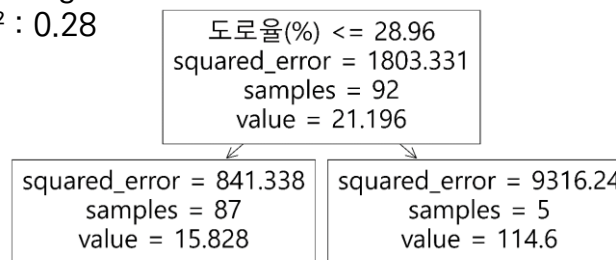 ² : 0.28
도로율(%) <= 28.96
squared_error = 1803.331
samples = 92
value = 21.196
squared_error = 841.338
samples = 87
value = 15.828
squared_error = 9316.24
samples = 5
value = 114.6